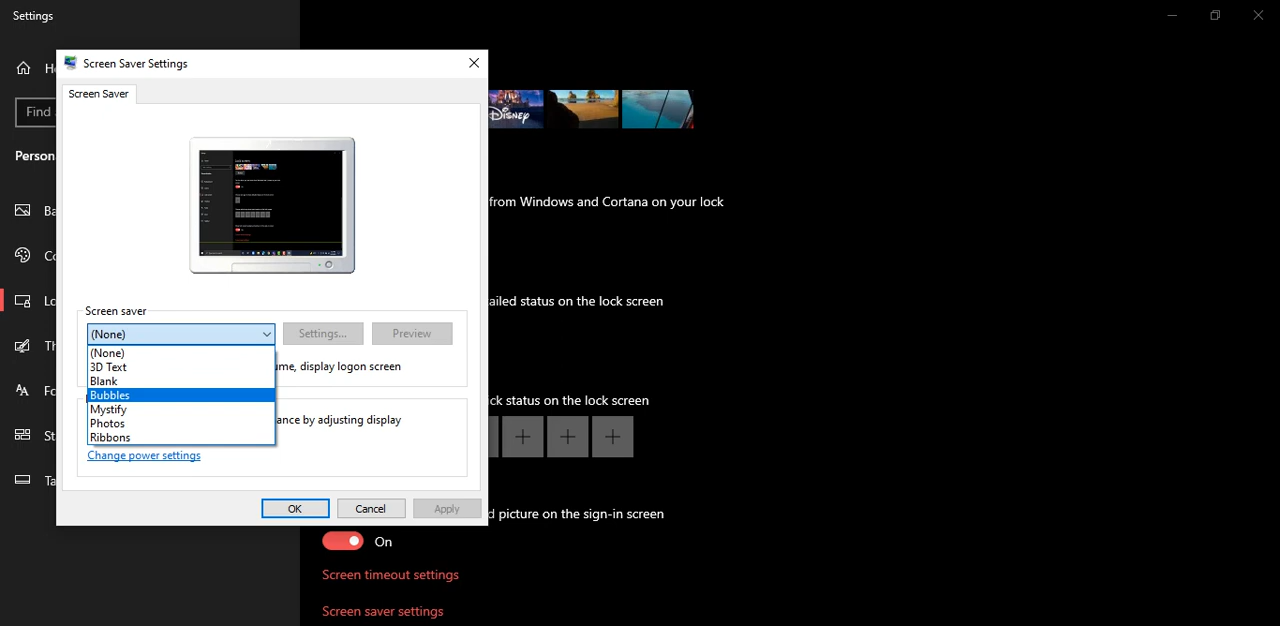 Settings
Screen Saver Settings
Screen Saver
Find
Person
DISNEP
from Windows and Cortana on your lock
Screen saver
(None)
Settings...
Preview
(None)
3D Text
Blank
Bubbles
Mystify
Photos
Ribbons
ume, display logon screen
ailed status on the lock screen
ance by adjusting display
ick status on the lock screen
Change power settings
OK
Cancel
Apply
d picture on the sign-in screen
On
Screen timeout settings
Screen saver settings